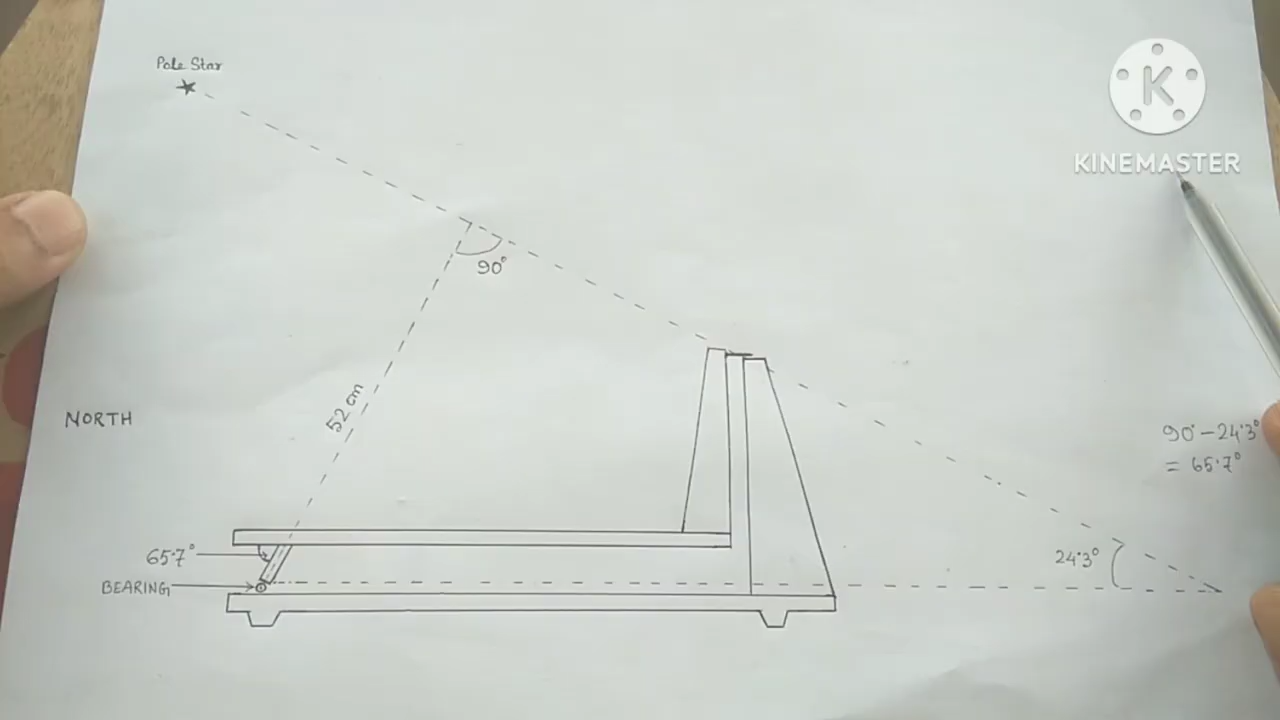 Pole Star
K
KINEMASTER
90°
52 cm
NORTH
90° - 24.3°
= 65.7°
65.7°
24.3°
BEARING